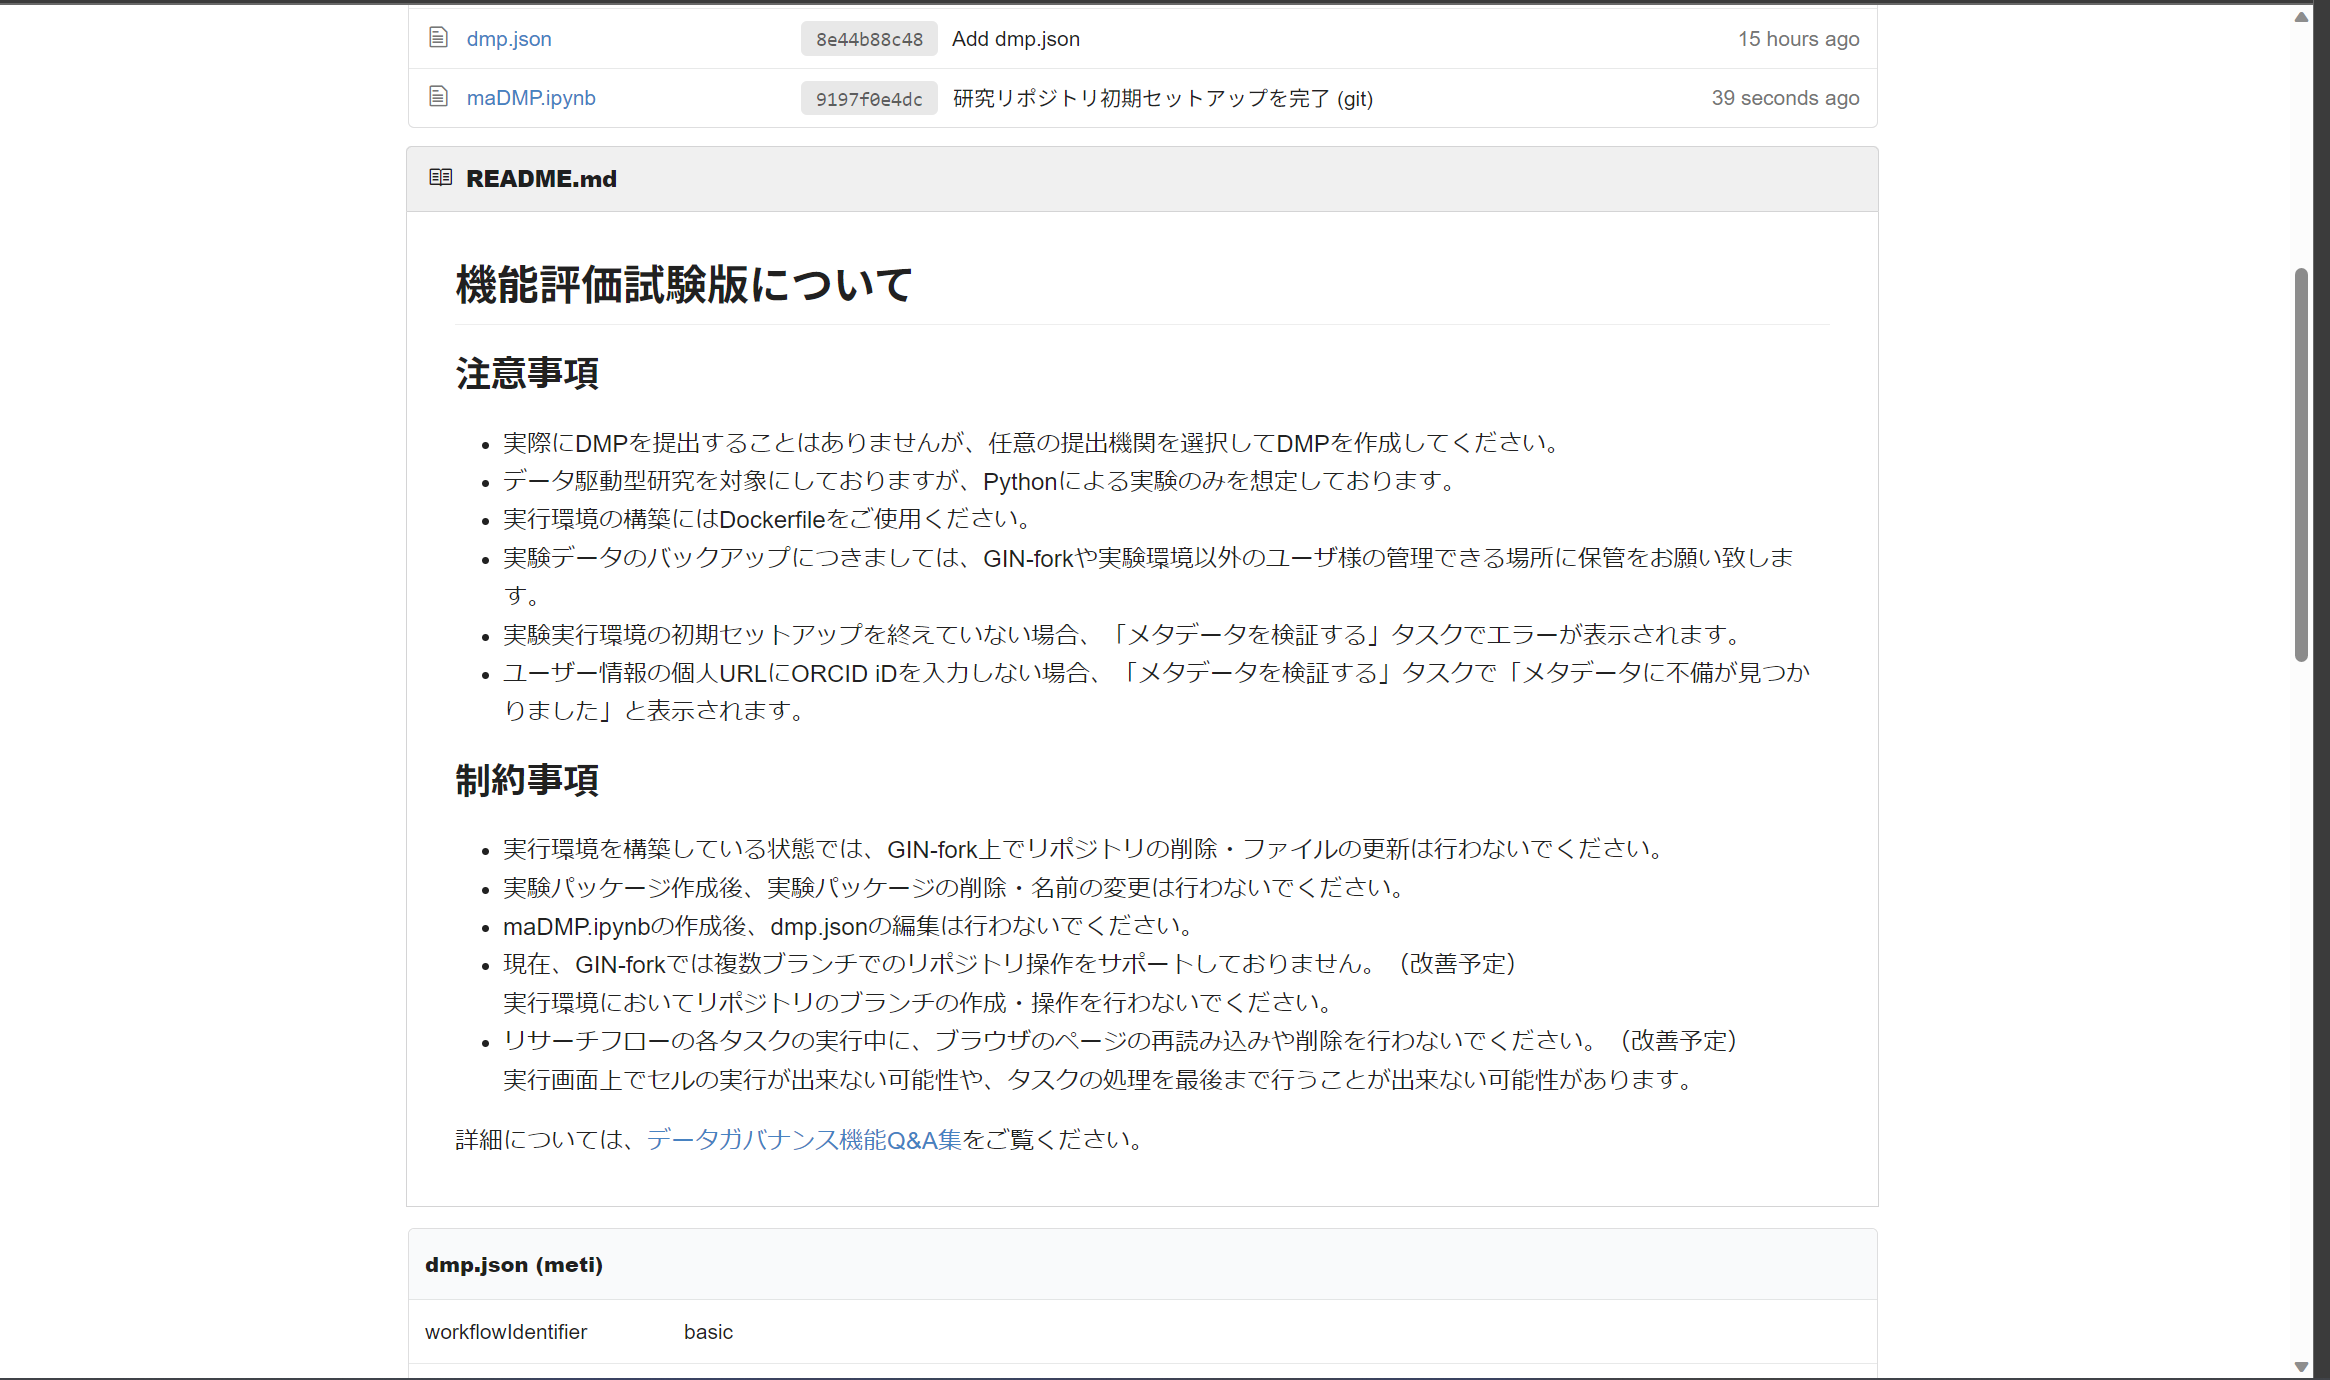 dmp.json 8e44b88c48 Add dmp.json 15 hours ago
maDMP.ipynb 9197f0e4dc 研究リポジトリ初期セットアップを完了 (git) 39 seconds ago
README.md
機能評価試験版について
注意事項
実際にDMPを提出することはありませんが、任意の提出機関を選択してDMPを作成してください。
データ駆動型研究を対象にしておりますが、Pythonによる実験のみを想定しております。
実行環境の構築にはDockerfileをご使用ください。
実験データのバックアップにつきましては、GIN-forkや実験環境以外のユーザ様の管理できる場所に保管をお願い致しま
す。
実験実行環境の初期セットアップを終えていない場合、「メタデータを検証する」タスクでエラーが表示されます。
ユーザー情報の個人URLにORCID iDを入力しない場合、「メタデータを検証する」タスクで「メタデータに不備が見つか
りました」と表示されます。
制約事項
実行環境を構築している状態では、GIN-fork上でリポジトリの削除・ファイルの更新は行わないでください。
実験パッケージ作成後、実験パッケージの削除・名前の変更は行わないでください。
maDMP.ipynbの作成後、dmp.jsonの編集は行わないでください。
現在、GIN-forkでは複数ブランチでのリポジトリ操作をサポートしておりません。（改善予定）
実行環境においてリポジトリのブランチの作成・操作を行わないでください。
リサーチフローの各タスクの実行中に、ブラウザのページの再読み込みや削除を行わないでください。（改善予定）
実行画面上でセルの実行が出来ない可能性や、タスクの処理を最後まで行うことが出来ない可能性があります。
詳細については、データガバナンス機能Q&A集をご覧ください。
dmp.json (meti)
workflowIdentifier basic